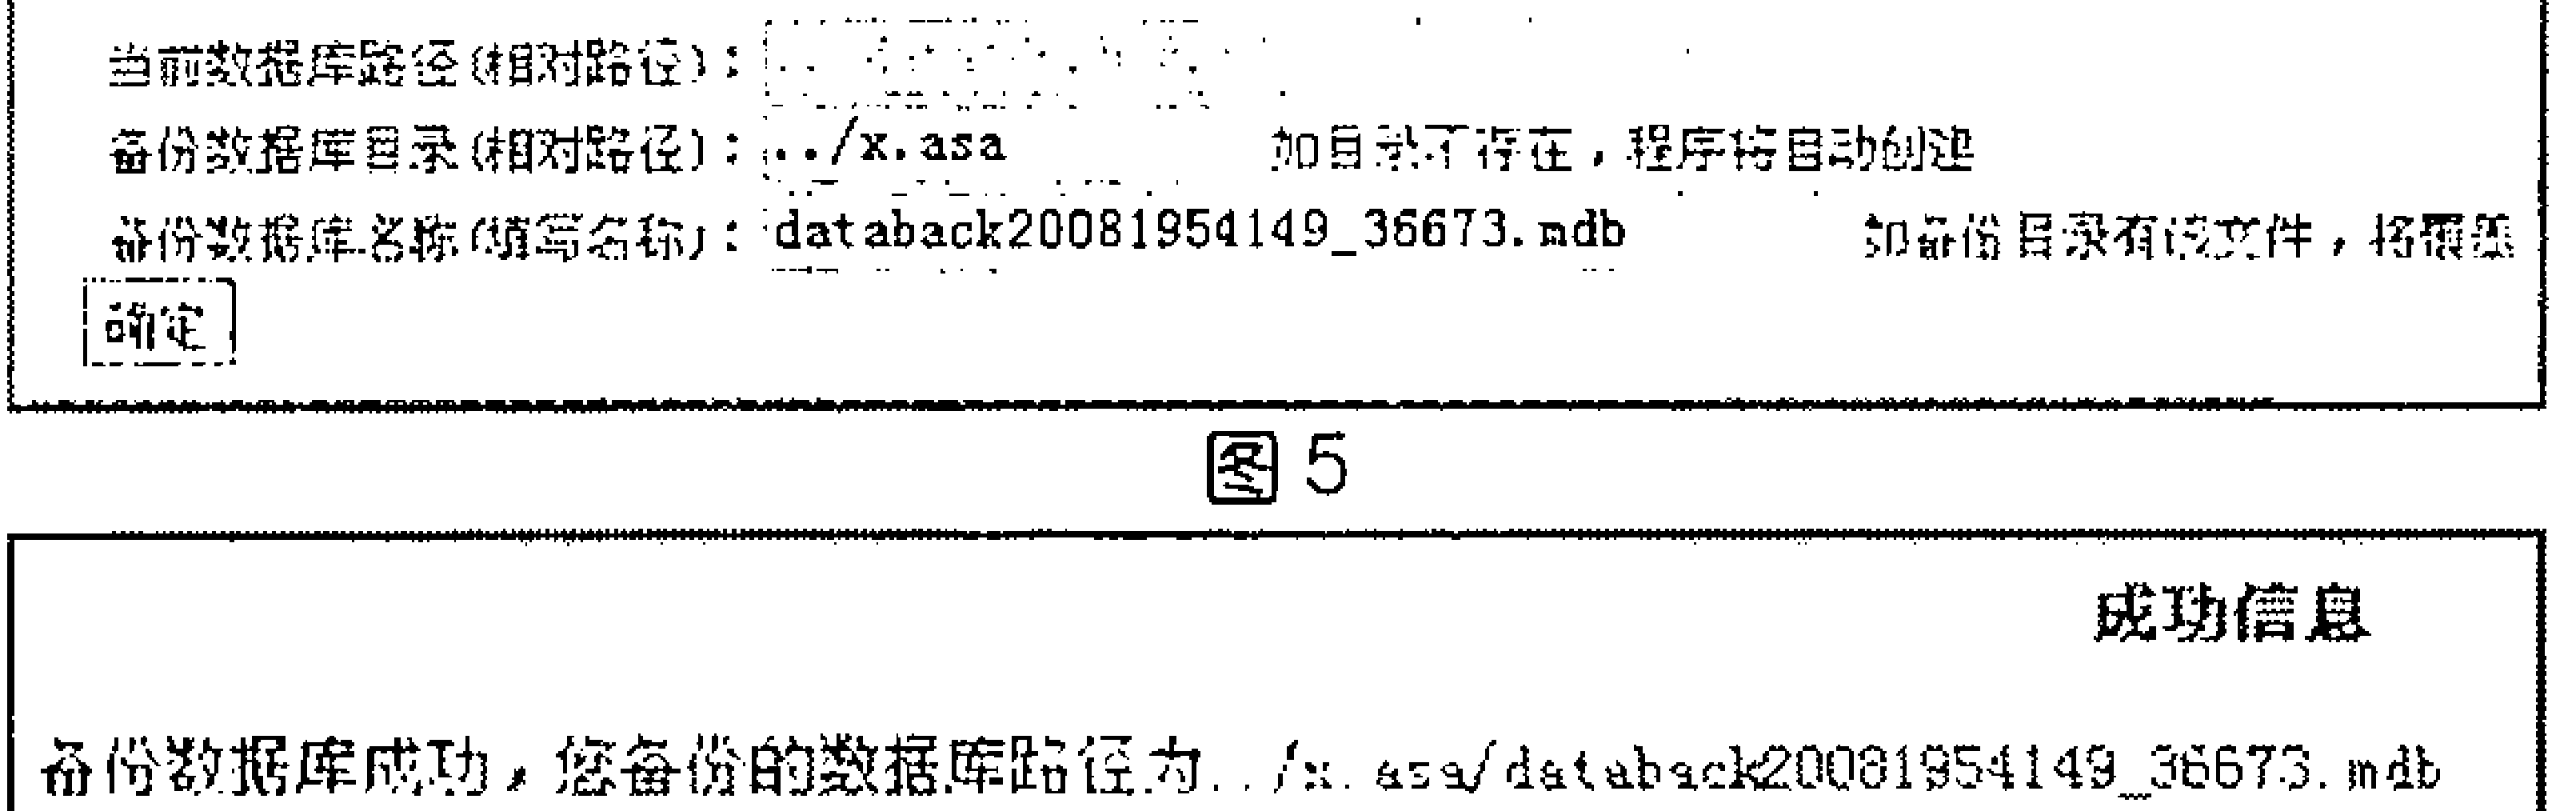 当前数据库路径(相对路径):
备份数据库目录(相对路径): ../x.asa 如目录不存在,程序将自动创建
备份数据库名称(填写名称): databack20081954149_36673.mdb 如备份目录有该文件,将覆盖
确定
图 5
成功信息
备份数据库成功,您备份的数据库路径为../x.asa/databack20081954149_36673.mdb